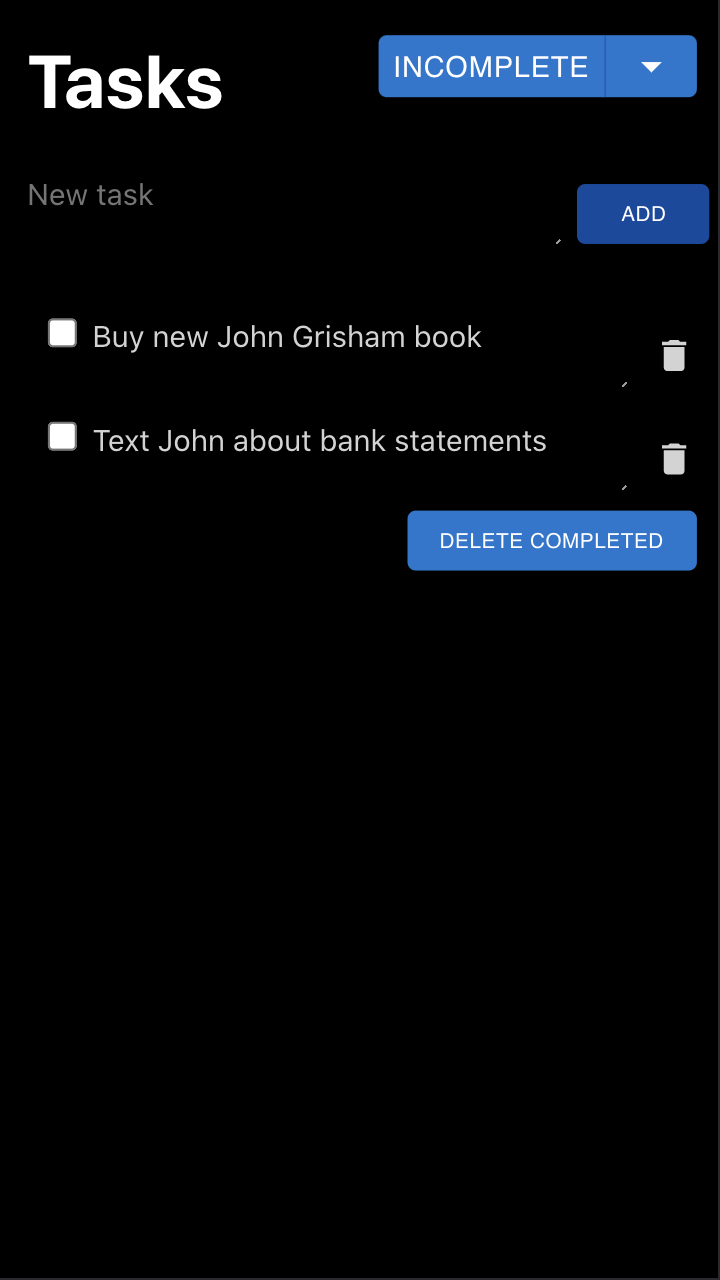 Tasks
INCOMPLETE
New task
ADD
Buy new John Grisham book
Text John about bank statements
DELETE COMPLETED